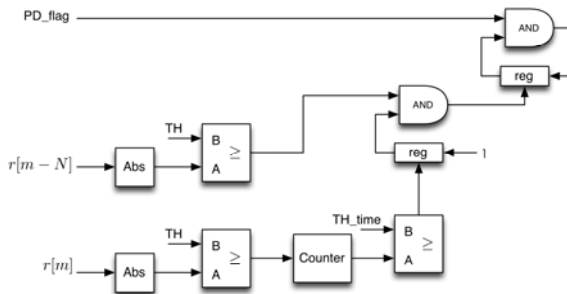 PD_flag
AND
reg
AND
TH
B
≥
A
r[m − N]
Abs
reg
1
TH_time
TH
B
≥
A
Counter
B
≥
A
r[m]
Abs